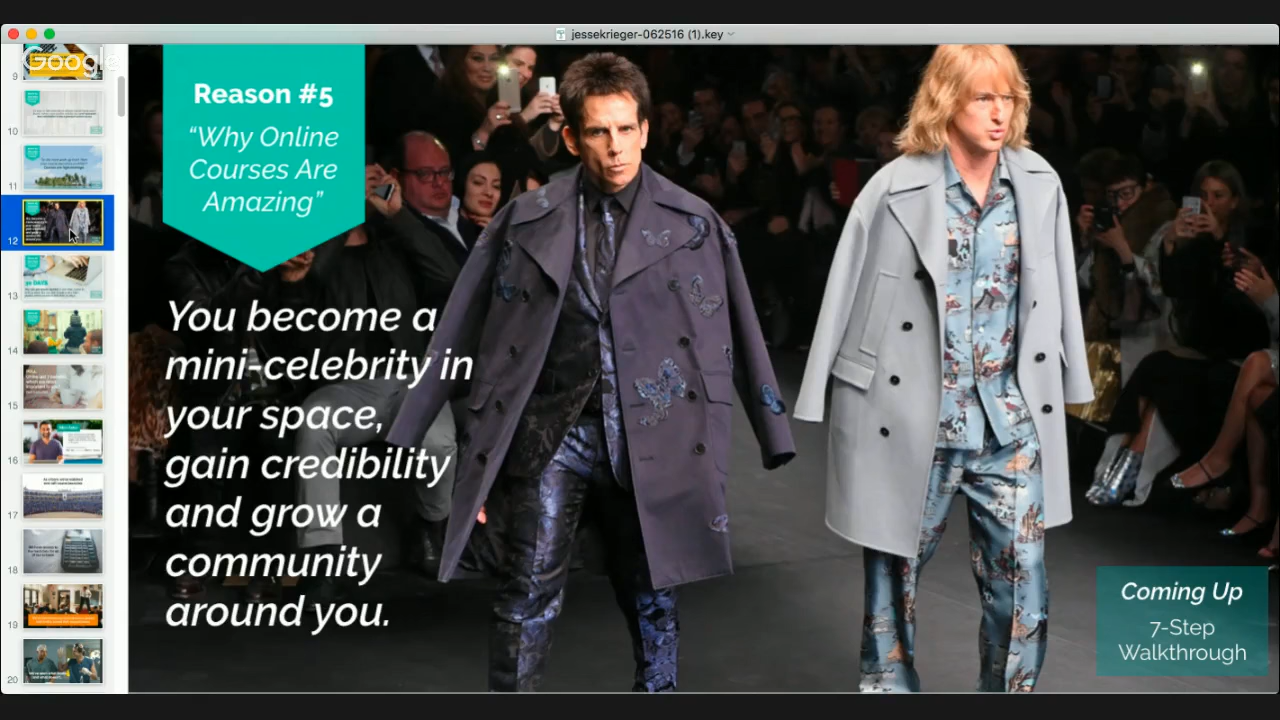 jessekrieger-062516 (1).key
Google
9
10
11
12
13
14
15
16
17
18
19
20
Reason #5
“Why Online
Courses Are
Amazing”
You become a
mini-celebrity in
your space,
gain credibility
and grow a
community
around you.
Coming Up
7-Step
Walkthrough